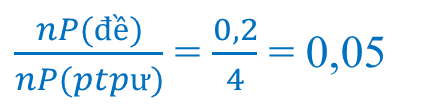 nP(đề)/nP(ptpư) = 0,2/4 = 0,05